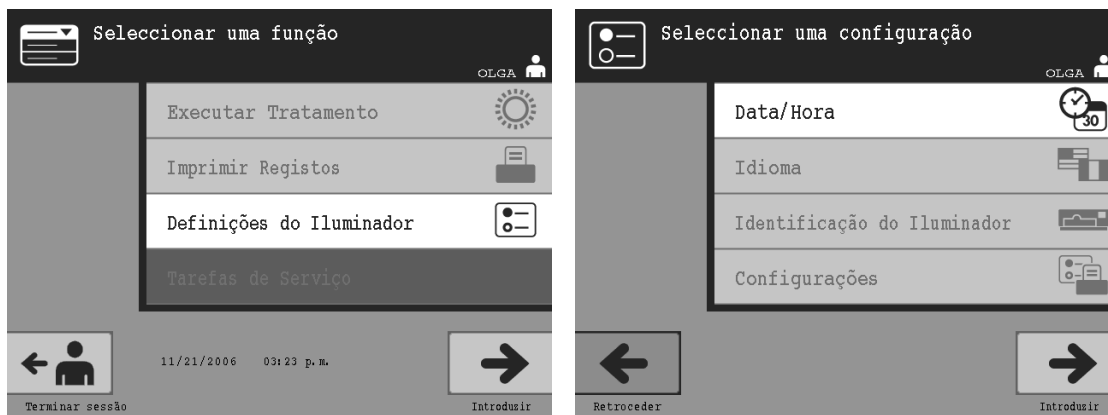 Seleccionar uma função
OLGA
Executar Tratamento
Imprimir Registos
Definições do Iluminador
Tarefas de Serviço
11/21/2006 03:23 p.m.
Terminar sessão
Introduzir
Seleccionar uma configuração
OLGA
Data/Hora
30
Idioma
Identificação do Iluminador
Configurações
Retroceder
Introduzir